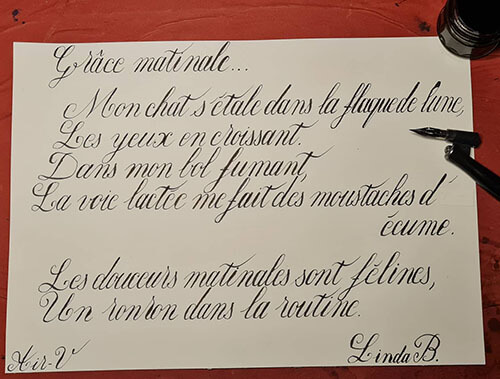 Grâce matinale...
Mon chat s'étale dans la flaque de lune,
Les yeux en croissant.
Dans mon bol fumant,
La voie lactée me fait des moustaches d'
écume.
Les douceurs matinales sont félines,
Un ronron dans la routine.
Air-V
Linda B.